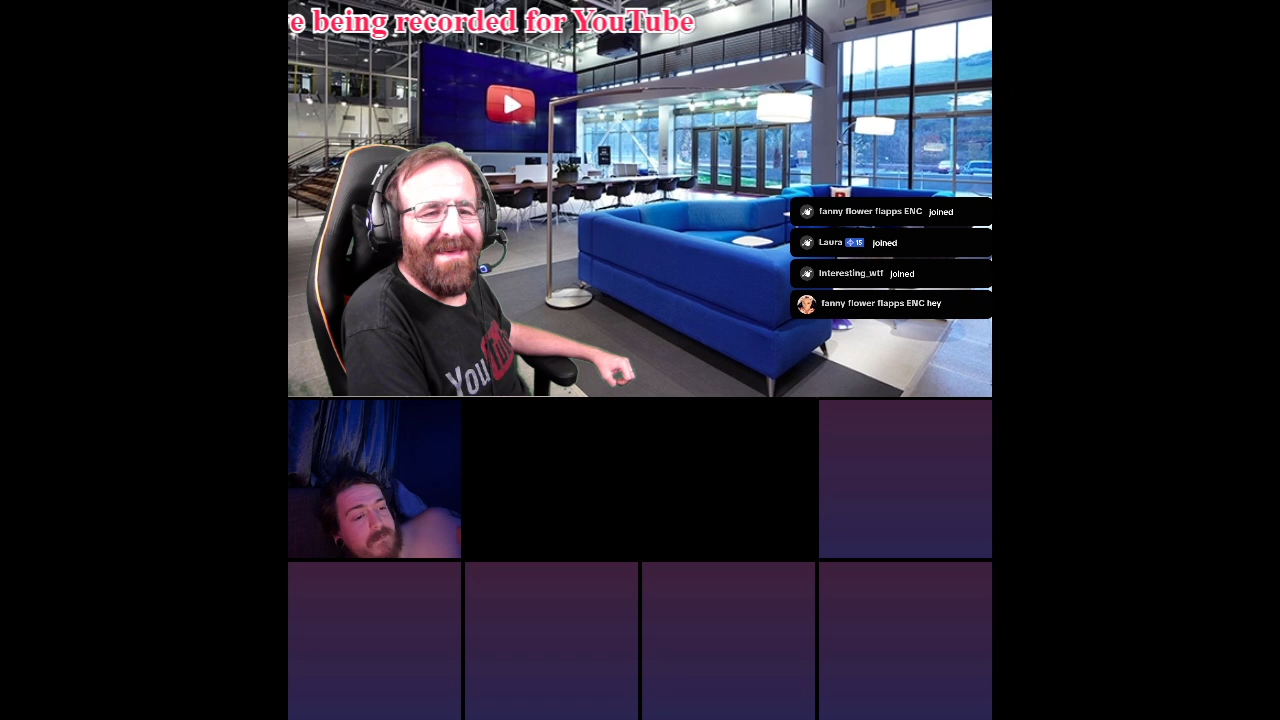 e being recorded for YouTube
fanny flower flapps ENC joined
Laura 15 joined
Interesting_wtf joined
fanny flower flapps ENC hey
YouTube